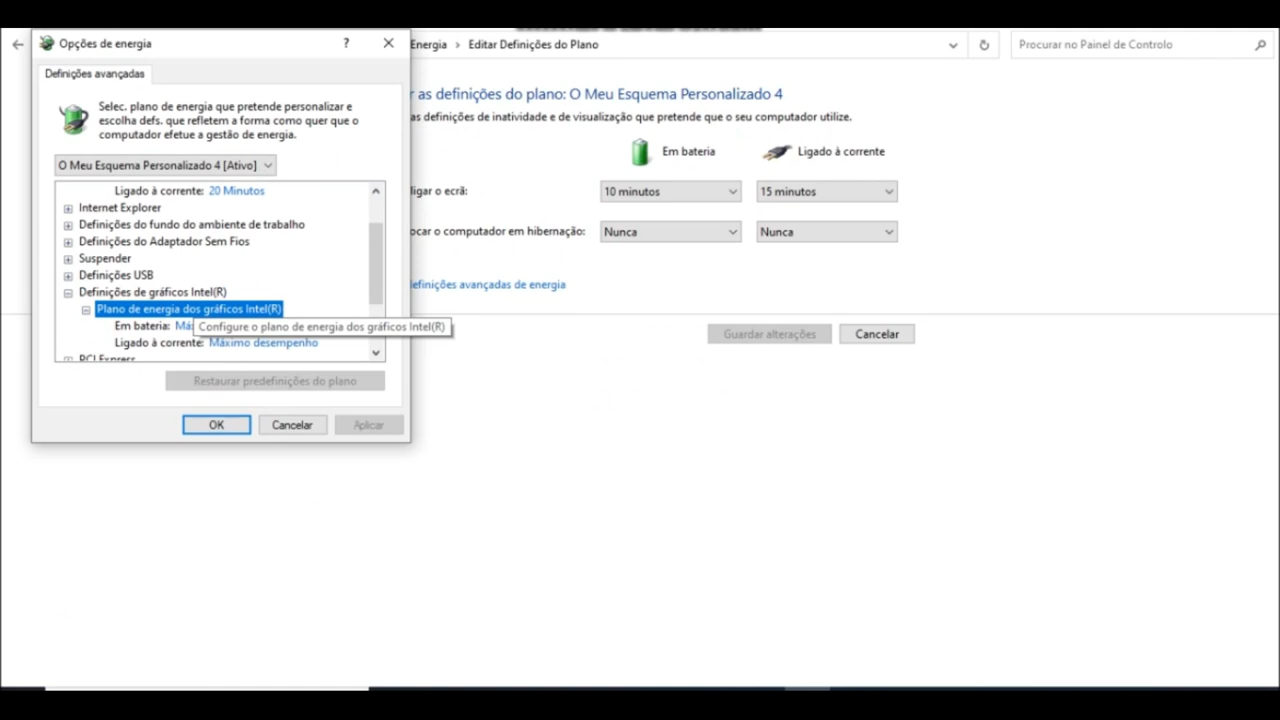 Opções de energia
?
Definições avançadas
Selec. plano de energia que pretende personalizar e
escolha defs. que refletem a forma como quer que o
computador efetue a gestão de energia.
O Meu Esquema Personalizado 4 [Ativo]
Ligado à corrente: 20 Minutos
Internet Explorer
Definições do fundo do ambiente de trabalho
Definições do Adaptador Sem Fios
Suspender
Definições USB
Definições de gráficos Intel(R)
Plano de energia dos gráficos Intel(R)
Em bateria: Má
Configure o plano de energia dos gráficos Intel(R)
Ligado à corrente: Máximo desempenho
PCI Express
Restaurar predefinições do plano
OK
Cancelar
Aplicar
Energia > Editar Definições do Plano
Procurar no Painel de Controlo
r as definições do plano: O Meu Esquema Personalizado 4
as definições de inatividade e de visualização que pretende que o seu computador utilize.
Em bateria
Ligado à corrente
ligar o ecrã:
10 minutos
15 minutos
ocar o computador em hibernação:
Nunca
Nunca
efinições avançadas de energia
Guardar alterações
Cancelar